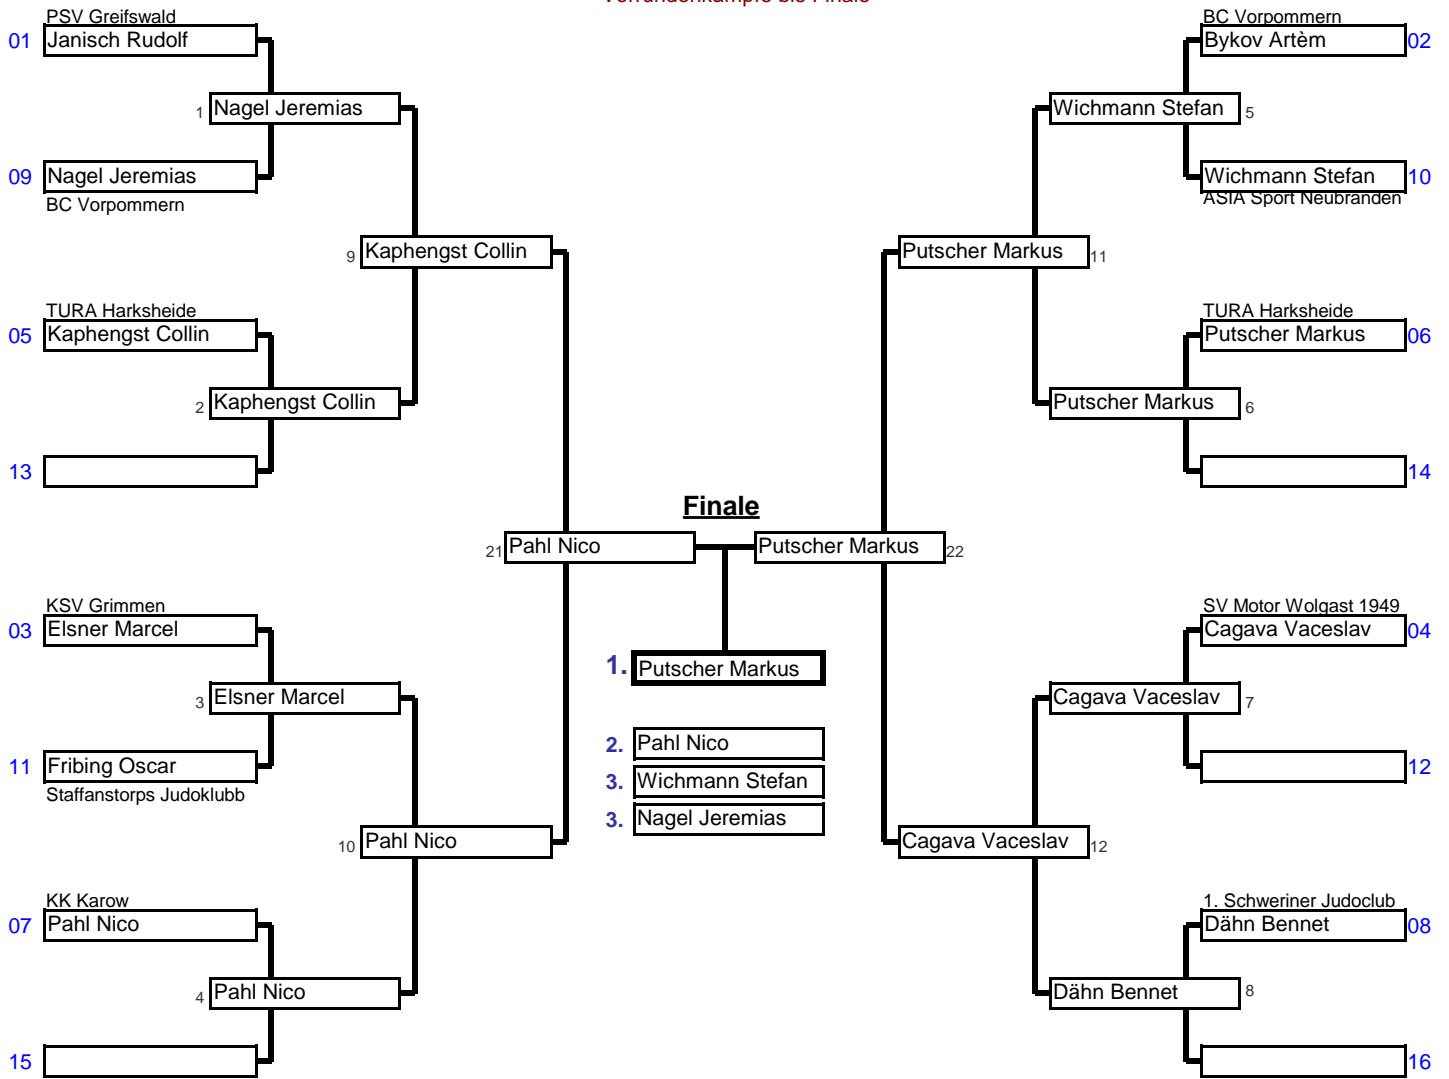 Vorrundenkämpfe bis Finale
PSV Greifswald
01 Janisch Rudolf
1 Nagel Jeremias
09 Nagel Jeremias
BC Vorpommern
9 Kaphengst Collin
TURA Harksheide
05 Kaphengst Collin
2 Kaphengst Collin
13
21 Pahl Nico
KSV Grimmen
03 Elsner Marcel
3 Elsner Marcel
11 Fribing Oscar
Staffanstorps Judoklubb
10 Pahl Nico
KK Karow
07 Pahl Nico
4 Pahl Nico
15
Finale
1. Putscher Markus
2. Pahl Nico
3. Wichmann Stefan
3. Nagel Jeremias
BC Vorpommern
Bykov Artèm 02
Wichmann Stefan 5
Wichmann Stefan 10
ASIA Sport Neubranden
Putscher Markus 11
TURA Harksheide
Putscher Markus 06
Putscher Markus 6
14
Putscher Markus 22
SV Motor Wolgast 1949
Cagava Vaceslav 04
Cagava Vaceslav 7
12
Cagava Vaceslav 12
1. Schweriner Judoclub
Dähn Bennet 08
Dähn Bennet 8
16